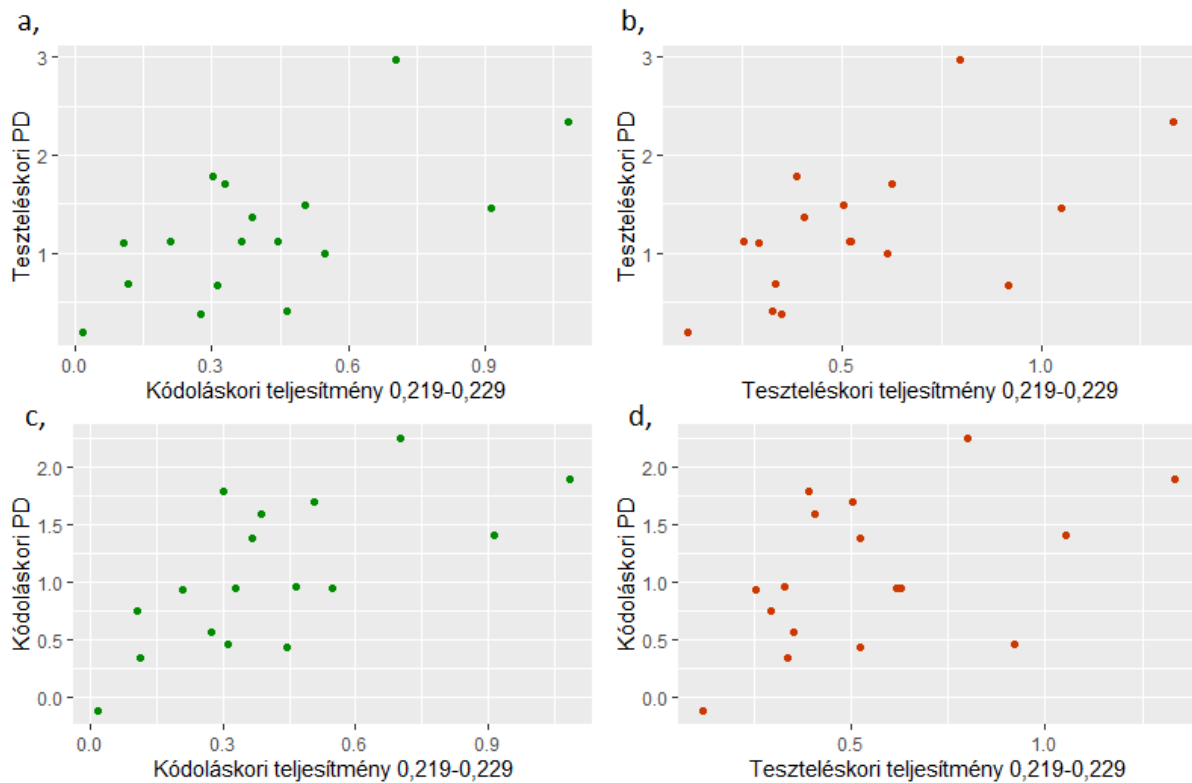 a,
Teszteléskori PD
3
2
1
0.0 0.3 0.6 0.9
Kódoláskori teljesítmény 0,219-0,229
b,
Teszteléskori PD
3
2
1
0.5 1.0
Teszteléskori teljesítmény 0,219-0,229
c,
Kódoláskori PD
2.0
1.5
1.0
0.5
0.0
0.0 0.3 0.6 0.9
Kódoláskori teljesítmény 0,219-0,229
d,
Kódoláskori PD
2.0
1.5
1.0
0.5
0.0
0.5 1.0
Teszteléskori teljesítmény 0,219-0,229